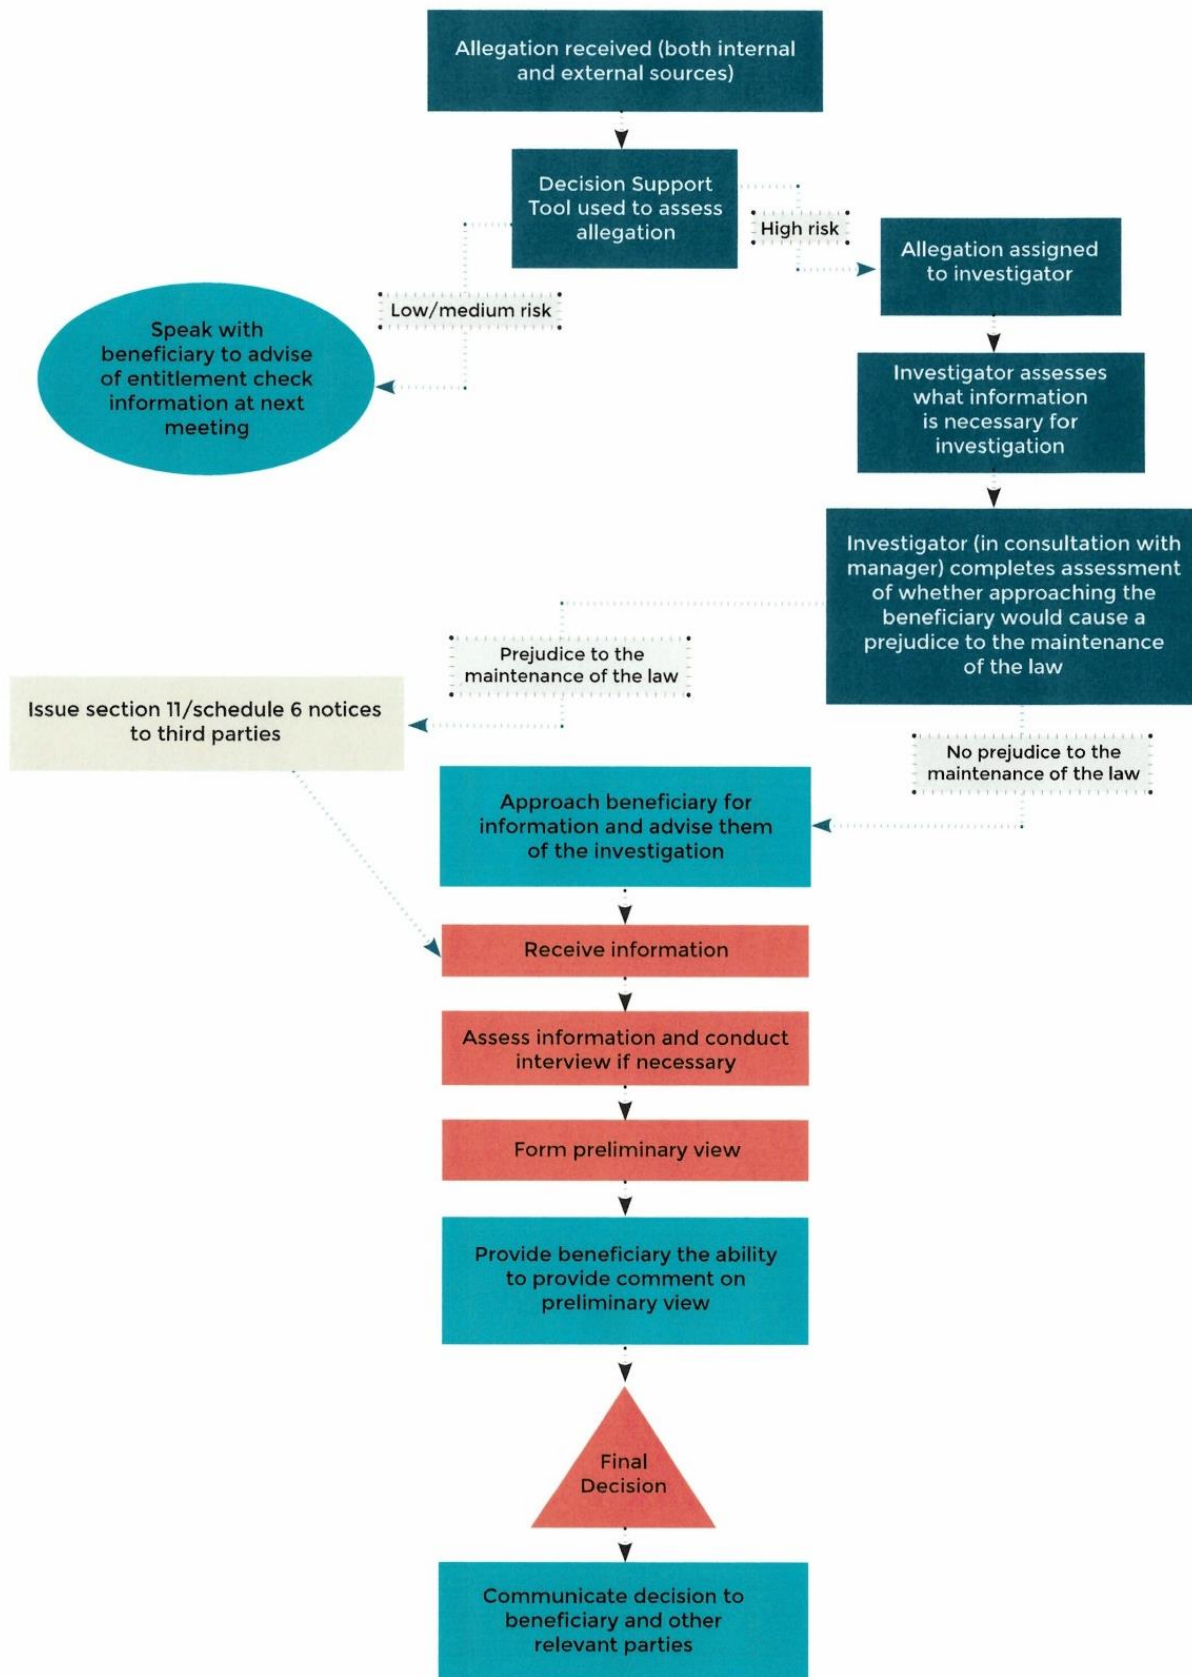 Allegation received (both internal
and external sources)
Decision Support
Tool used to assess
allegation
High risk
Allegation assigned
to investigator
Low/medium risk
Speak with
beneficiary to advise
of entitlement check
information at next
meeting
Investigator assesses
what information
is necessary for
investigation
Investigator (in consultation with
manager) completes assessment
of whether approaching the
beneficiary would cause a
prejudice to the maintenance
of the law
Prejudice to the
maintenance of the law
Issue section 11/schedule 6 notices
to third parties
No prejudice to the
maintenance of the law
Approach beneficiary for
information and advise them
of the investigation
Receive information
Assess information and conduct
interview if necessary
Form preliminary view
Provide beneficiary the ability
to provide comment on
preliminary view
Final
Decision
Communicate decision to
beneficiary and other
relevant parties